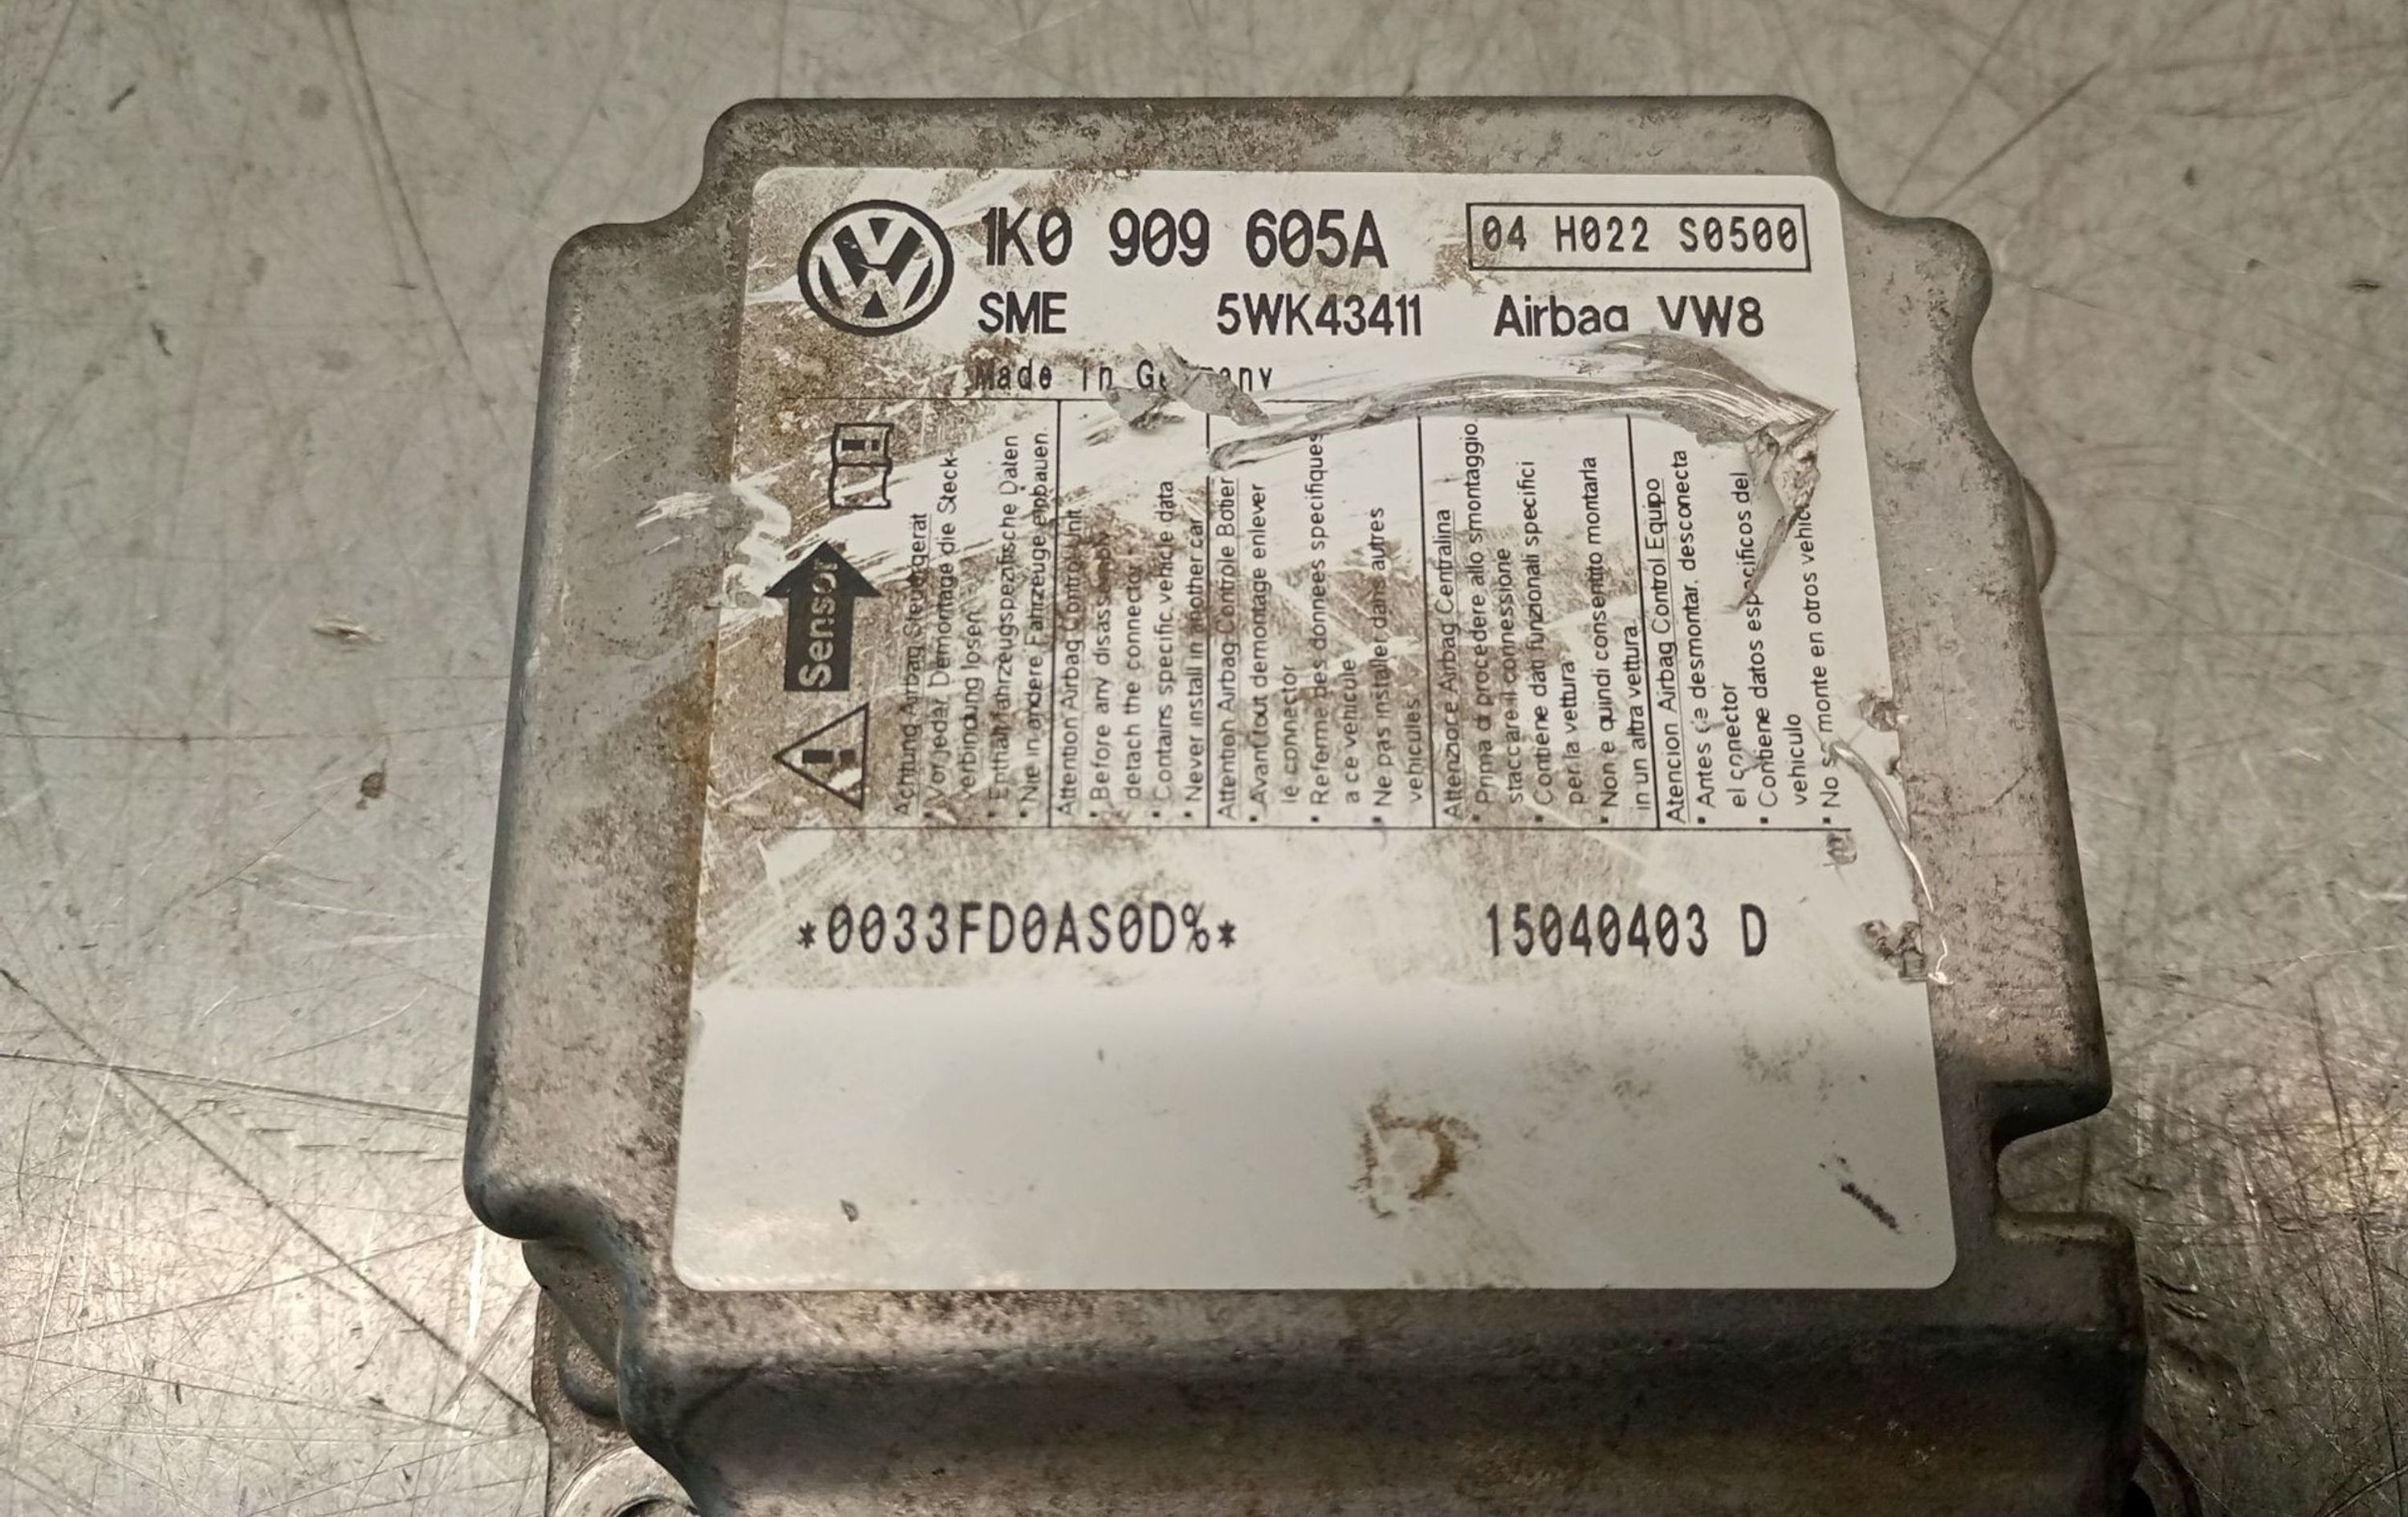 1K0 909 605A
04 H022 S0500
SME 5WK43411 Airbag VW8
Made in
Sensor
Achtung Airbag Steuergerät
• Vor jeder Demontage die Steck-
verbindung lösen
• Enthält fahrzeugspezifische Daten
• Nie in andere Fahrzeuge einbauen.
Attention Airbag Control Unit
• Before any disassembly
detach the connector
• Contains specific vehicle data
• Never install in another car
Attention Airbag Controle Boitier
• Avant tout demontage enlever
le connector
• Referme des donnees specifiques
a ce vehicule
• Ne pas installer dans autres
vehicules
Attenzione Airbag Centralina
• Prima di procedere allo smontaggio
staccare il connessione
• Contiene dati funzionali specifici
per la vettura
• Non e quindi consentito montarla
in un altra vettura.
Atencion Airbag Control Equipo
• Antes de desmontar, desconecta
el conector
• Contiene datos especificos del
vehiculo
• No monte en otros
*0033FD0AS0D%* 15040403 D